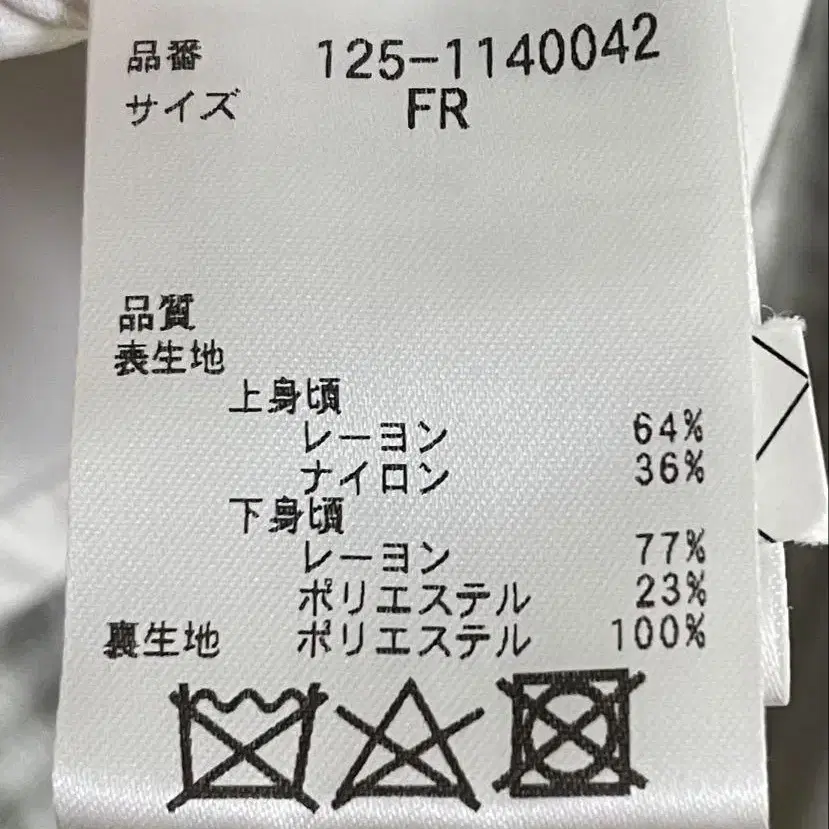 品番 125-1140042
サイズ FR
品質
表生地
上身頃
レーヨン 64%
ナイロン 36%
下身頃
レーヨン 77%
ポリエステル 23%
裏生地 ポリエステル 100%